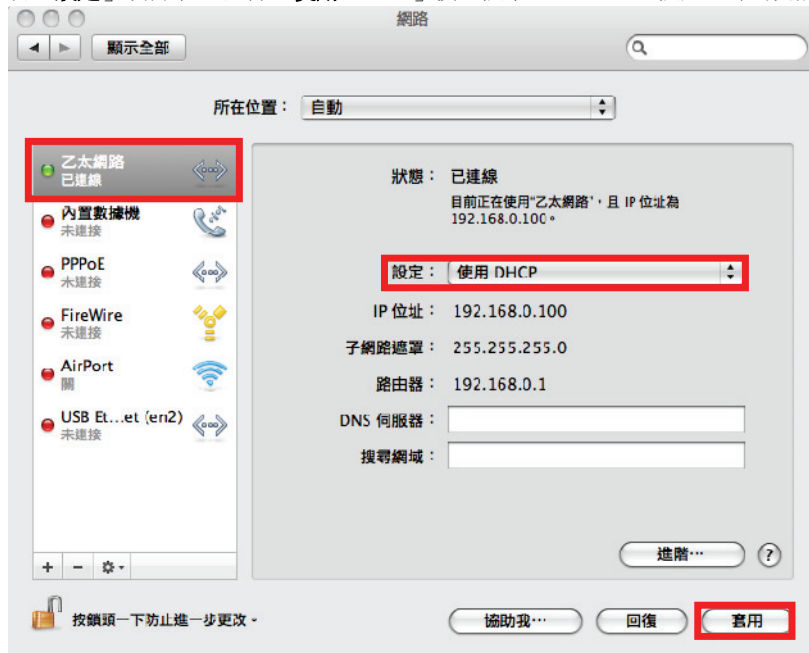 網路
顯示全部
所在位置： 自動
乙太網路
已連線
內置數據機
未連接
PPPoE
未連接
FireWire
未連接
AirPort
關
USB Et...et (en2)
未連接
狀態： 已連線
目前正在使用“乙太網路”，且 IP 位址為
192.168.0.100。
設定： 使用 DHCP
IP 位址： 192.168.0.100
子網路遮罩： 255.255.255.0
路由器： 192.168.0.1
DNS 伺服器：
搜尋網域：
進階…
?
按鎖頭一下防止進一步更改。
協助我…
回復
套用